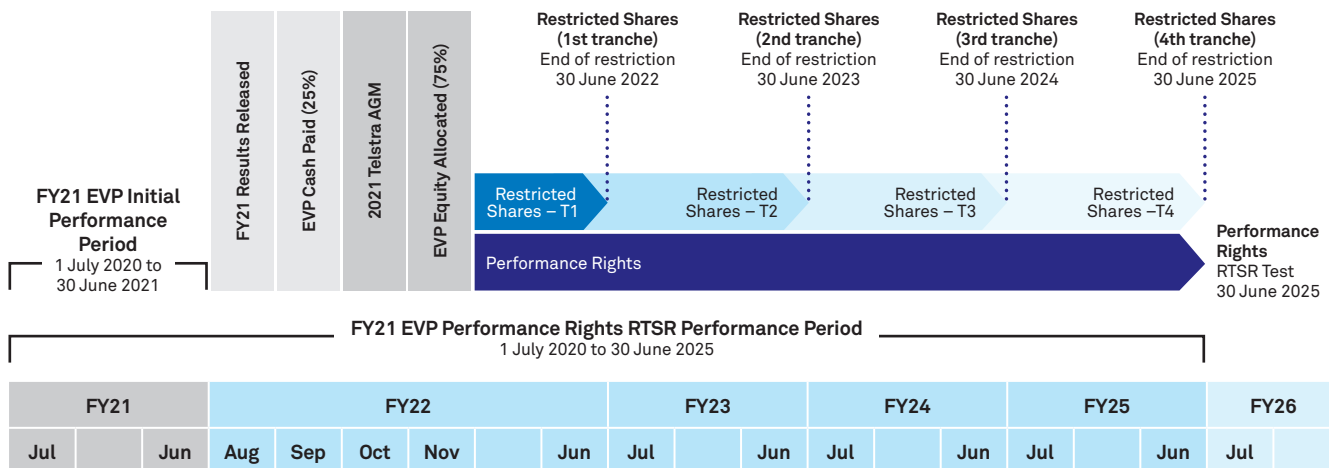 Restricted Shares
(1st tranche)
End of restriction
30 June 2022
Restricted Shares
(2nd tranche)
End of restriction
30 June 2023
Restricted Shares
(3rd tranche)
End of restriction
30 June 2024
Restricted Shares
(4th tranche)
End of restriction
30 June 2025
FY21 EVP Initial
Performance
Period
1 July 2020 to
30 June 2021
FY21 Results Released
EVP Cash Paid (25%)
2021 Telstra AGM
EVP Equity Allocated (75%)
Restricted
Shares – T1
Restricted
Shares – T2
Restricted
Shares – T3
Restricted
Shares –T4
Performance Rights
Performance
Rights
RTSR Test
30 June 2025
FY21 EVP Performance Rights RTSR Performance Period
1 July 2020 to 30 June 2025
FY21 FY22 FY23 FY24 FY25 FY26
Jul Jun Aug Sep Oct Nov Jun Jul Jun Jul Jun Jul Jun Jul